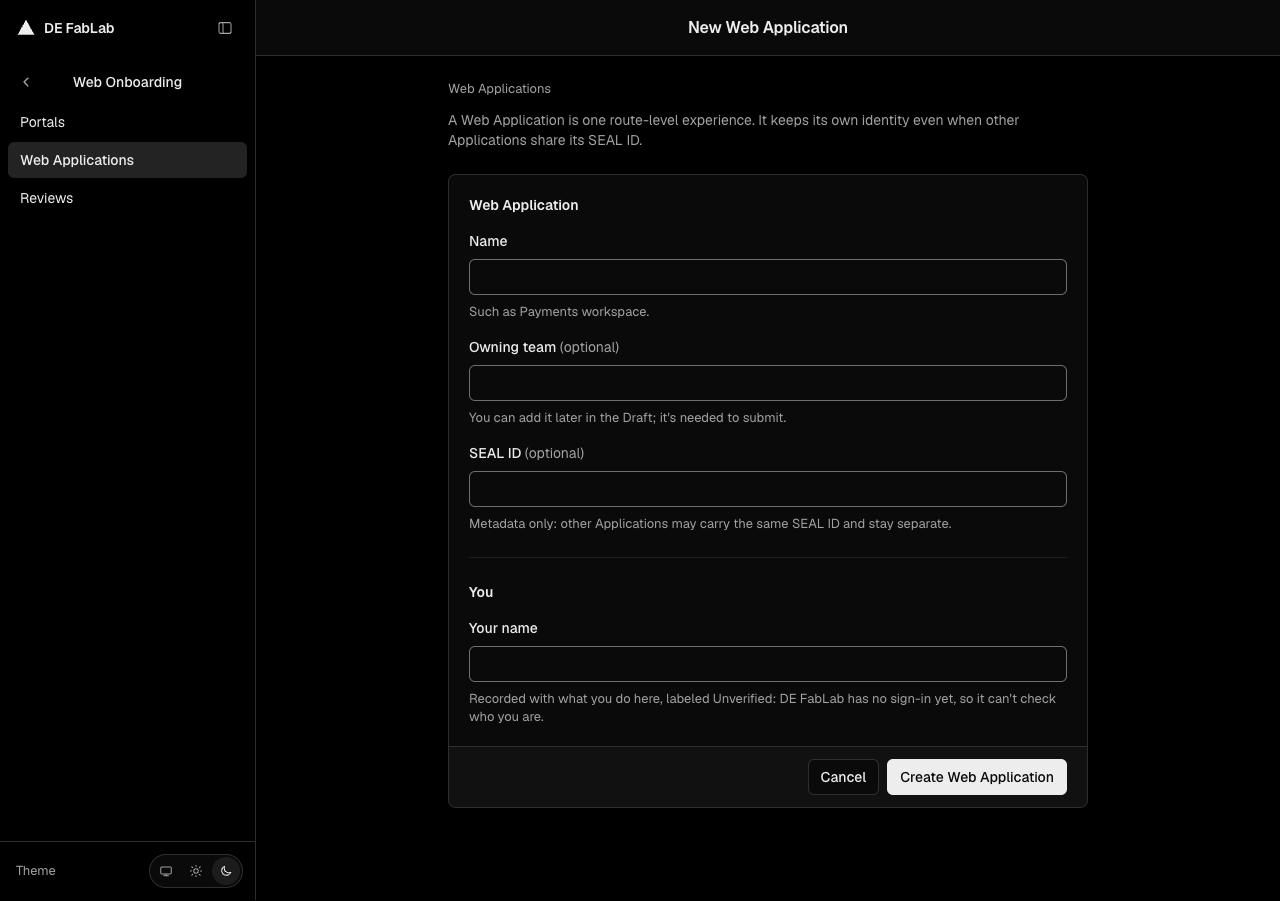 DE FabLab
New Web Application
Web Onboarding
Portals
Web Applications
Reviews
Web Applications
A Web Application is one route-level experience. It keeps its own identity even when other
Applications share its SEAL ID.
Web Application
Name
Such as Payments workspace.
Owning team (optional)
You can add it later in the Draft; it's needed to submit.
SEAL ID (optional)
Metadata only: other Applications may carry the same SEAL ID and stay separate.
You
Your name
Recorded with what you do here, labeled Unverified: DE FabLab has no sign-in yet, so it can't check
who you are.
Cancel
Create Web Application
Theme